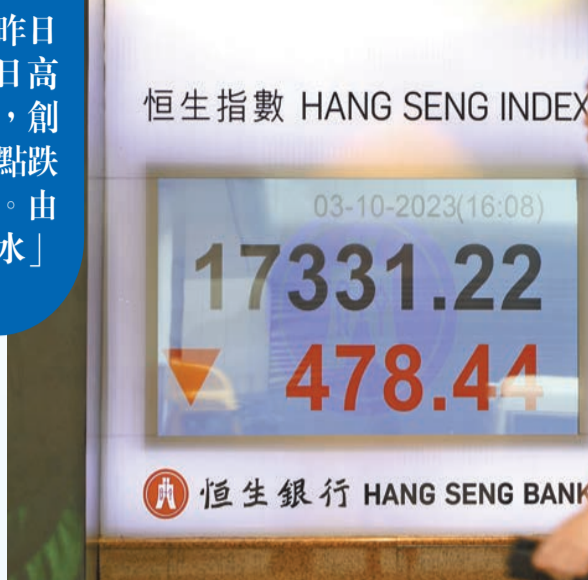 昨日
日高
，創
點跌
。由
水」
恒生指數 HANG SENG INDEX
03-10-2023(16:08)
17331.22
▼ 478.44
恒生銀行 HANG SENG BANK